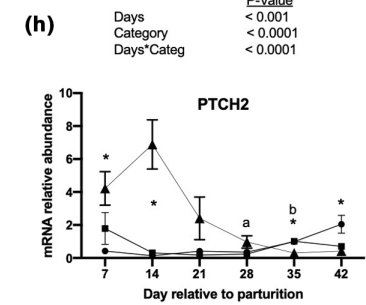 P-value
(h)
Days < 0.001
Category < 0.0001
Days*Categ < 0.0001
PTCH2
mRNA relative abundance
10
8
6
4
2
0
*
*
a
b
*
*
7 14 21 28 35 42
Day relative to parturition